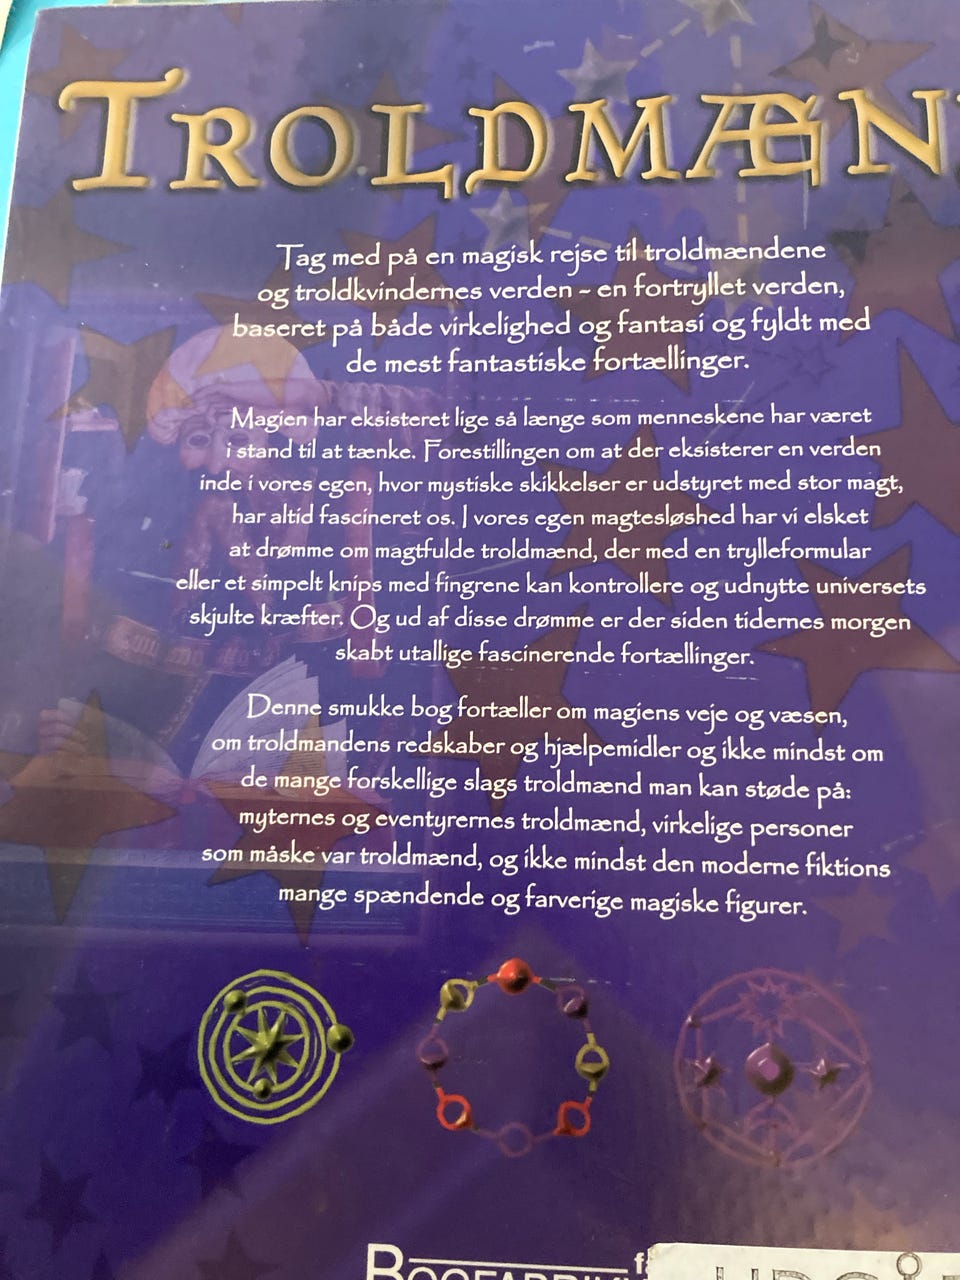 TROLDMÆN
Tag med på en magisk rejse til troldmændene
og troldkvindernes verden – en fortryllet verden,
baseret på både virkelighed og fantasi og fyldt med
de mest fantastiske fortællinger.
Magien har eksisteret lige så længe som menneskene har været
i stand til at tænke. Forestillingen om at der eksisterer en verden
inde i vores egen, hvor mystiske skikkelser er udstyret med stor magt,
har altid fascineret os. I vores egen magtesløshed har vi elsket
at drømme om magtfulde troldmænd, der med en trylleformular
eller et simpelt knips med fingrene kan kontrollere og udnytte universets
skjulte kræfter. Og ud af disse drømme er der siden tidernes morgen
skabt utallige fascinerende fortællinger.
Denne smukke bog fortæller om magiens veje og væsen,
om troldmandens redskaber og hjælpemidler og ikke mindst om
de mange forskellige slags troldmænd man kan støde på:
myternes og eventyrernes troldmænd, virkelige personer
som måske var troldmænd, og ikke mindst den moderne fiktions
mange spændende og farverige magiske figurer.